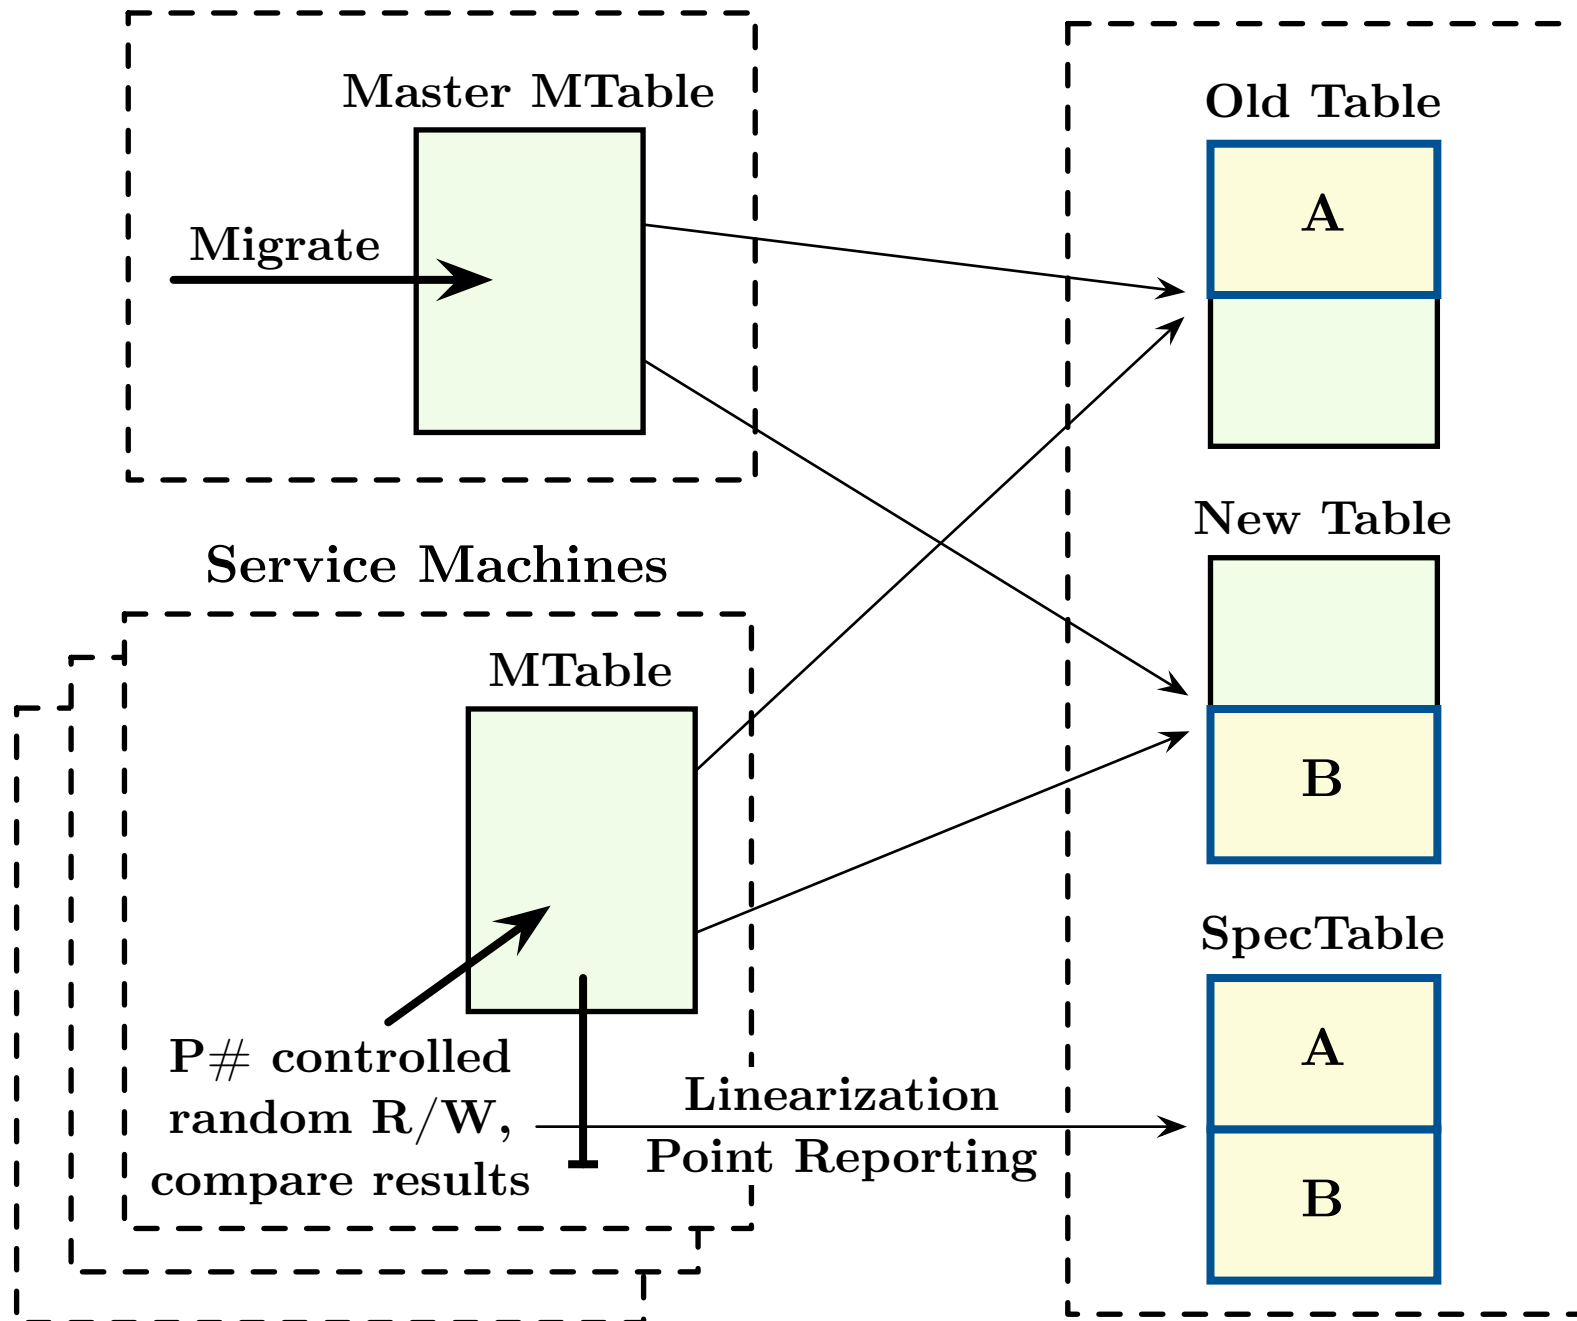 Master MTable
Migrate
Service Machines
MTable
P# controlled
random R/W,
compare results
Linearization
Point Reporting
Old Table
A
New Table
B
SpecTable
A
B